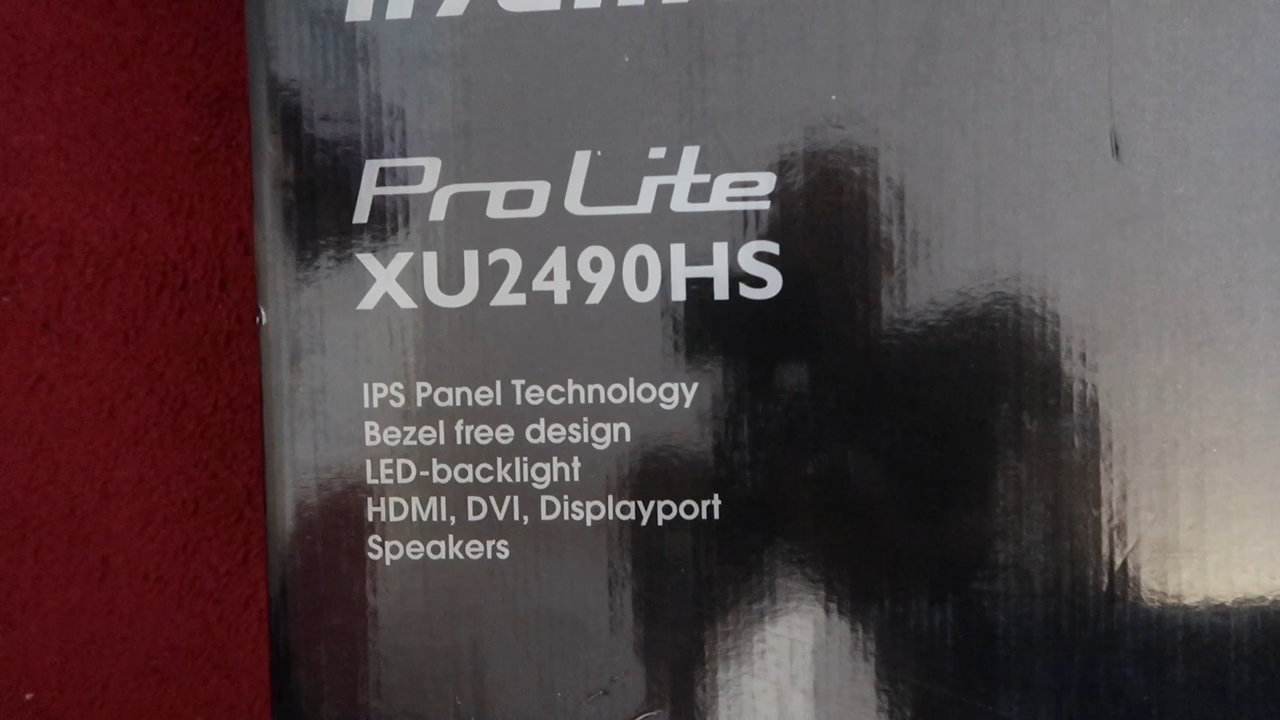 ProLite
XU2490HS
IPS Panel Technology
Bezel free design
LED-backlight
HDMI, DVI, Displayport
Speakers